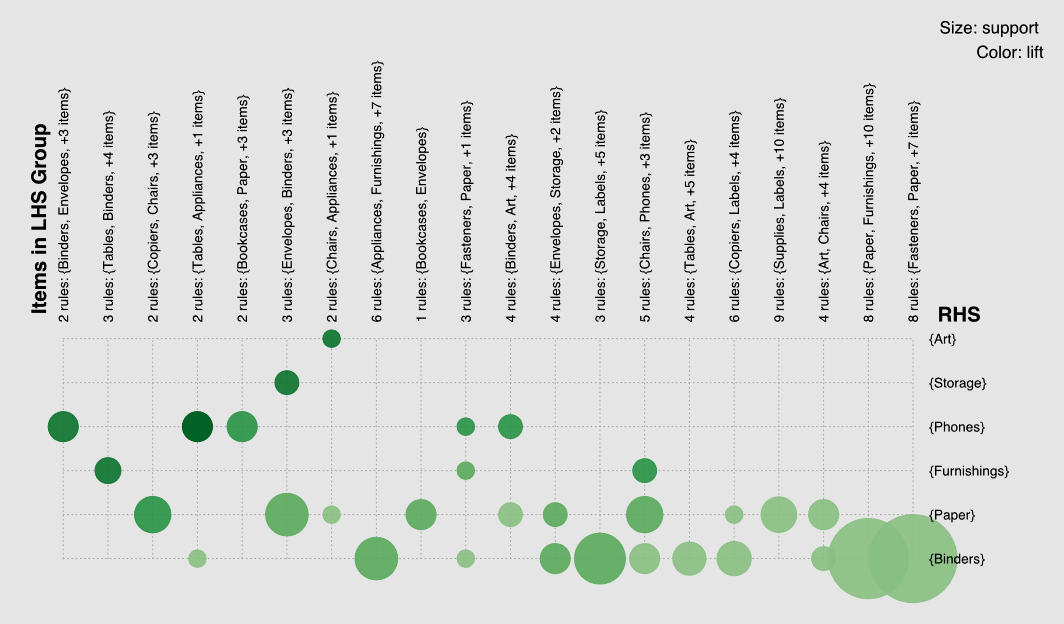 Size: support
Color: lift
Items in LHS Group
2 rules: {Binders, Envelopes, +3 items}
3 rules: {Tables, Binders, +4 items}
2 rules: {Copiers, Chairs, +3 items}
2 rules: {Tables, Appliances, +1 items}
2 rules: {Bookcases, Paper, +3 items}
3 rules: {Envelopes, Binders, +3 items}
2 rules: {Chairs, Appliances, +1 items}
6 rules: {Appliances, Furnishings, +7 items}
1 rules: {Bookcases, Envelopes}
3 rules: {Fasteners, Paper, +1 items}
4 rules: {Binders, Art, +4 items}
4 rules: {Envelopes, Storage, +2 items}
3 rules: {Storage, Labels, +5 items}
5 rules: {Chairs, Phones, +3 items}
4 rules: {Tables, Art, +5 items}
6 rules: {Copiers, Labels, +4 items}
9 rules: {Supplies, Labels, +10 items}
4 rules: {Art, Chairs, +4 items}
8 rules: {Paper, Furnishings, +10 items}
8 rules: {Fasteners, Paper, +7 items}
RHS
{Art}
{Storage}
{Phones}
{Furnishings}
{Paper}
{Binders}